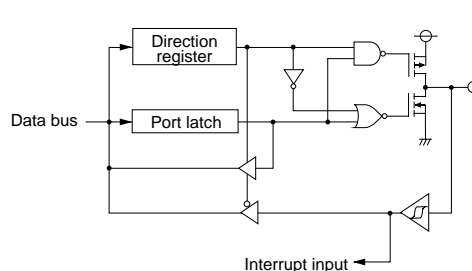 Direction
register
Data bus
Port latch
Interrupt input